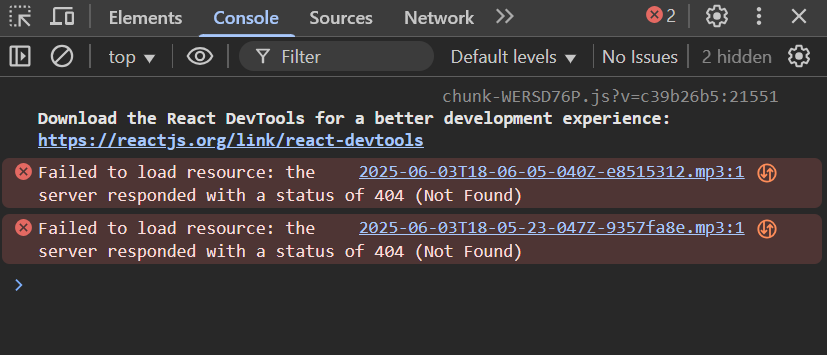 Elements Console Sources Network 2
top Filter Default levels No Issues 2 hidden
chunk-WERSD76P.js?v=c39b26b5:21551
Download the React DevTools for a better development experience:
https://reactjs.org/link/react-devtools
Failed to load resource: the 2025-06-03T18-06-05-040Z-e8515312.mp3:1
server responded with a status of 404 (Not Found)
Failed to load resource: the 2025-06-03T18-05-23-047Z-9357fa8e.mp3:1
server responded with a status of 404 (Not Found)